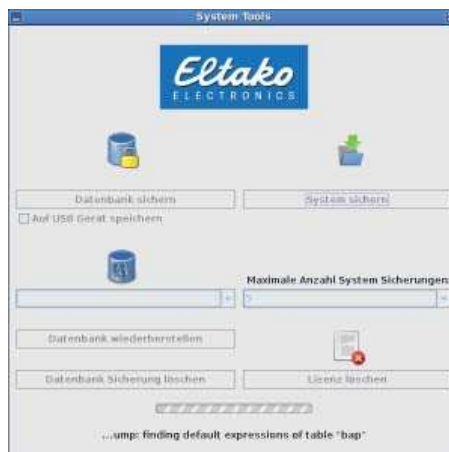 System Tools
Eltako
ELECTRONICS
Datenbank sichern
System sichern
Auf USB Gerät speichern
Maximale Anzahl System Sicherungen:
5
Datenbank wiederherstellen
Datenbank Sicherung löschen
Lizenz löschen
...ump: finding default expressions of table "bap"